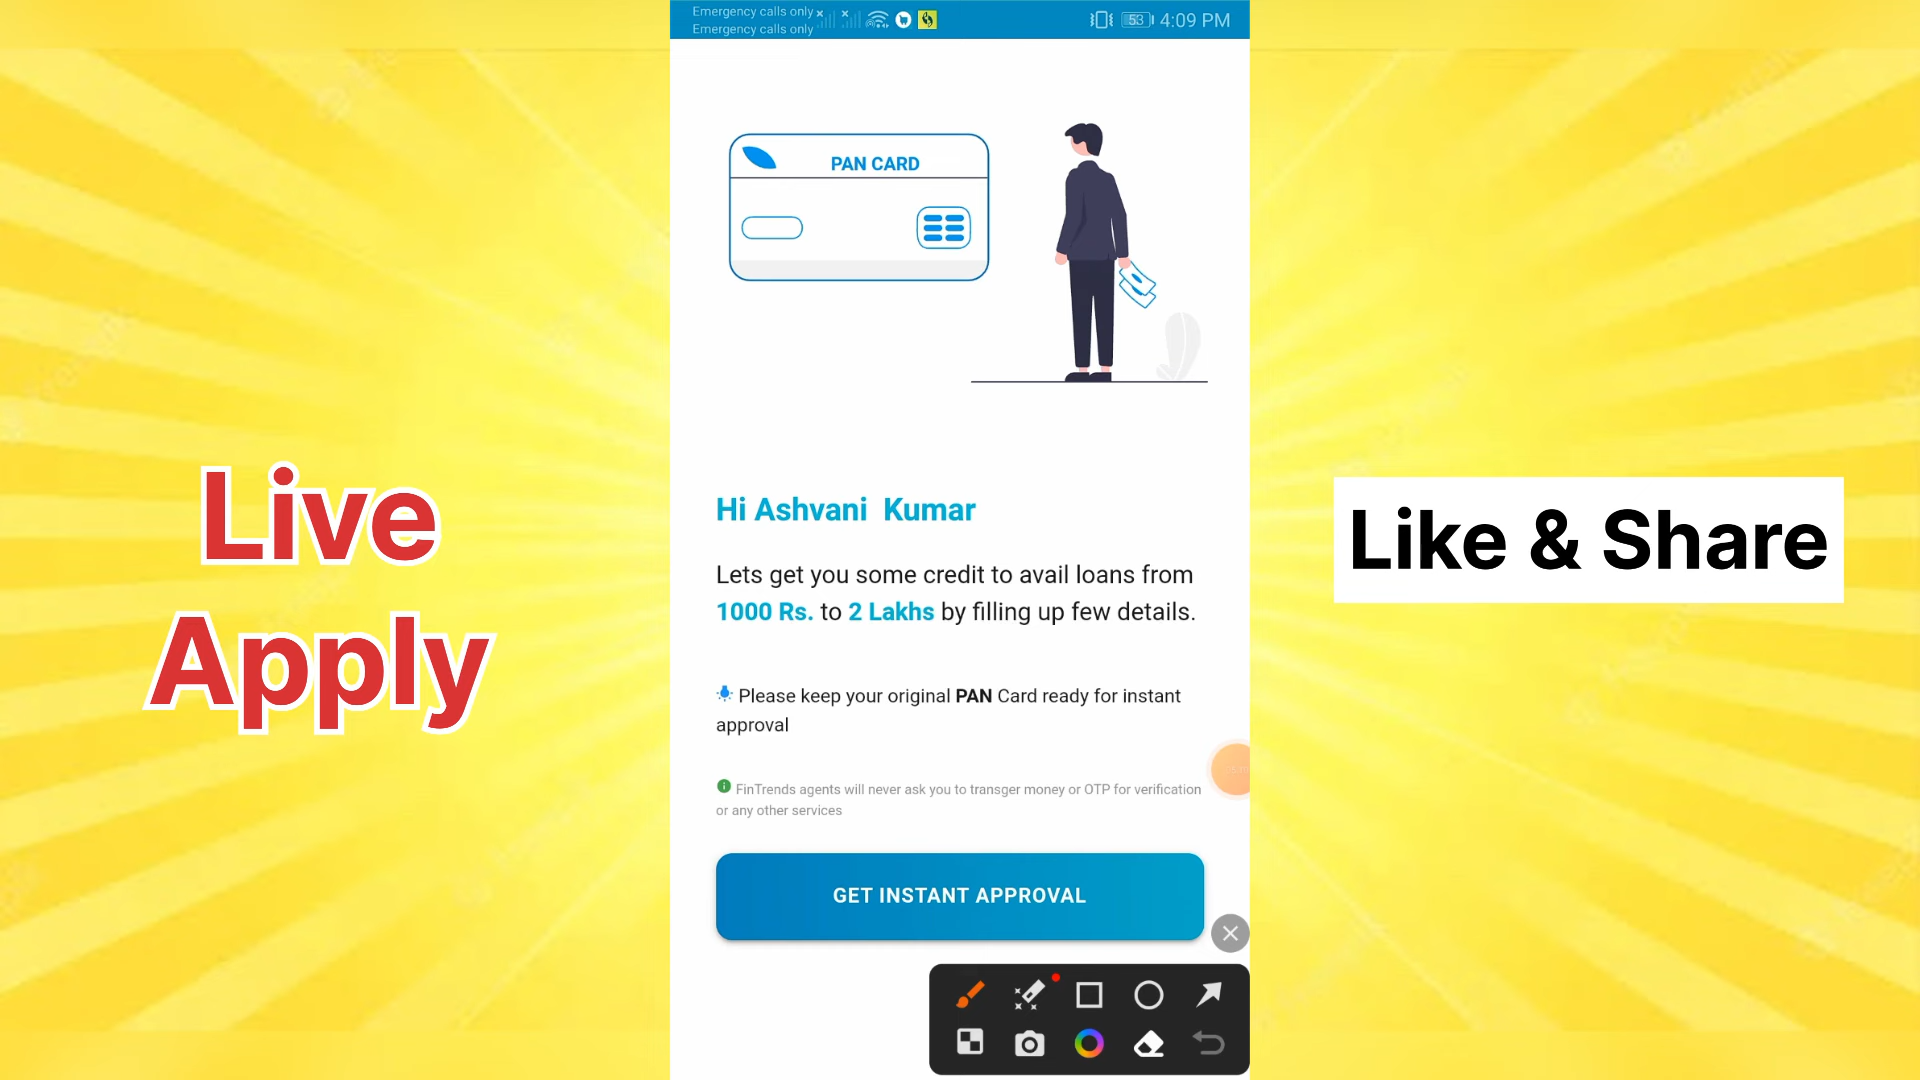 Emergency calls only
Emergency calls only
53
4:09 PM
PAN CARD
Hi Ashvani Kumar
Lets get you some credit to avail loans from
1000 Rs. to 2 Lakhs by filling up few details.
Please keep your original PAN Card ready for instant
approval
FinTrends agents will never ask you to transger money or OTP for verification
or any other services
GET INSTANT APPROVAL
Live
Apply
Like & Share